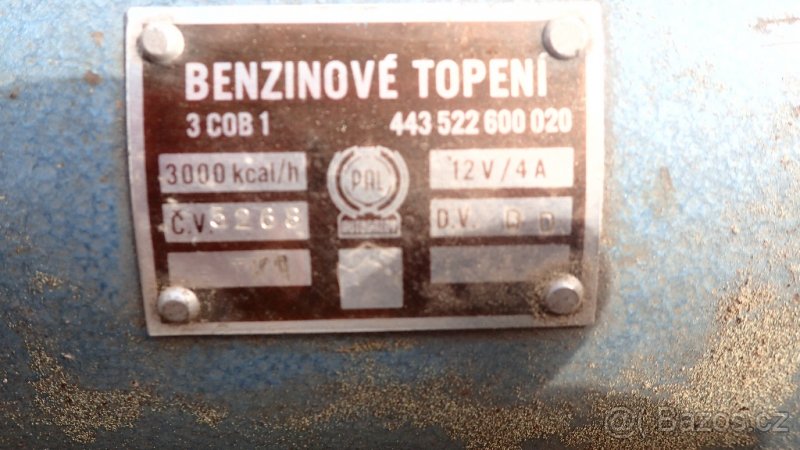 BENZINOVÉ TOPENÍ
3 COB 1 443 522 600 020
3000 kcal/h PAL 12 V / 4 A
Č.V 5268 D.V.
Bazos.cz